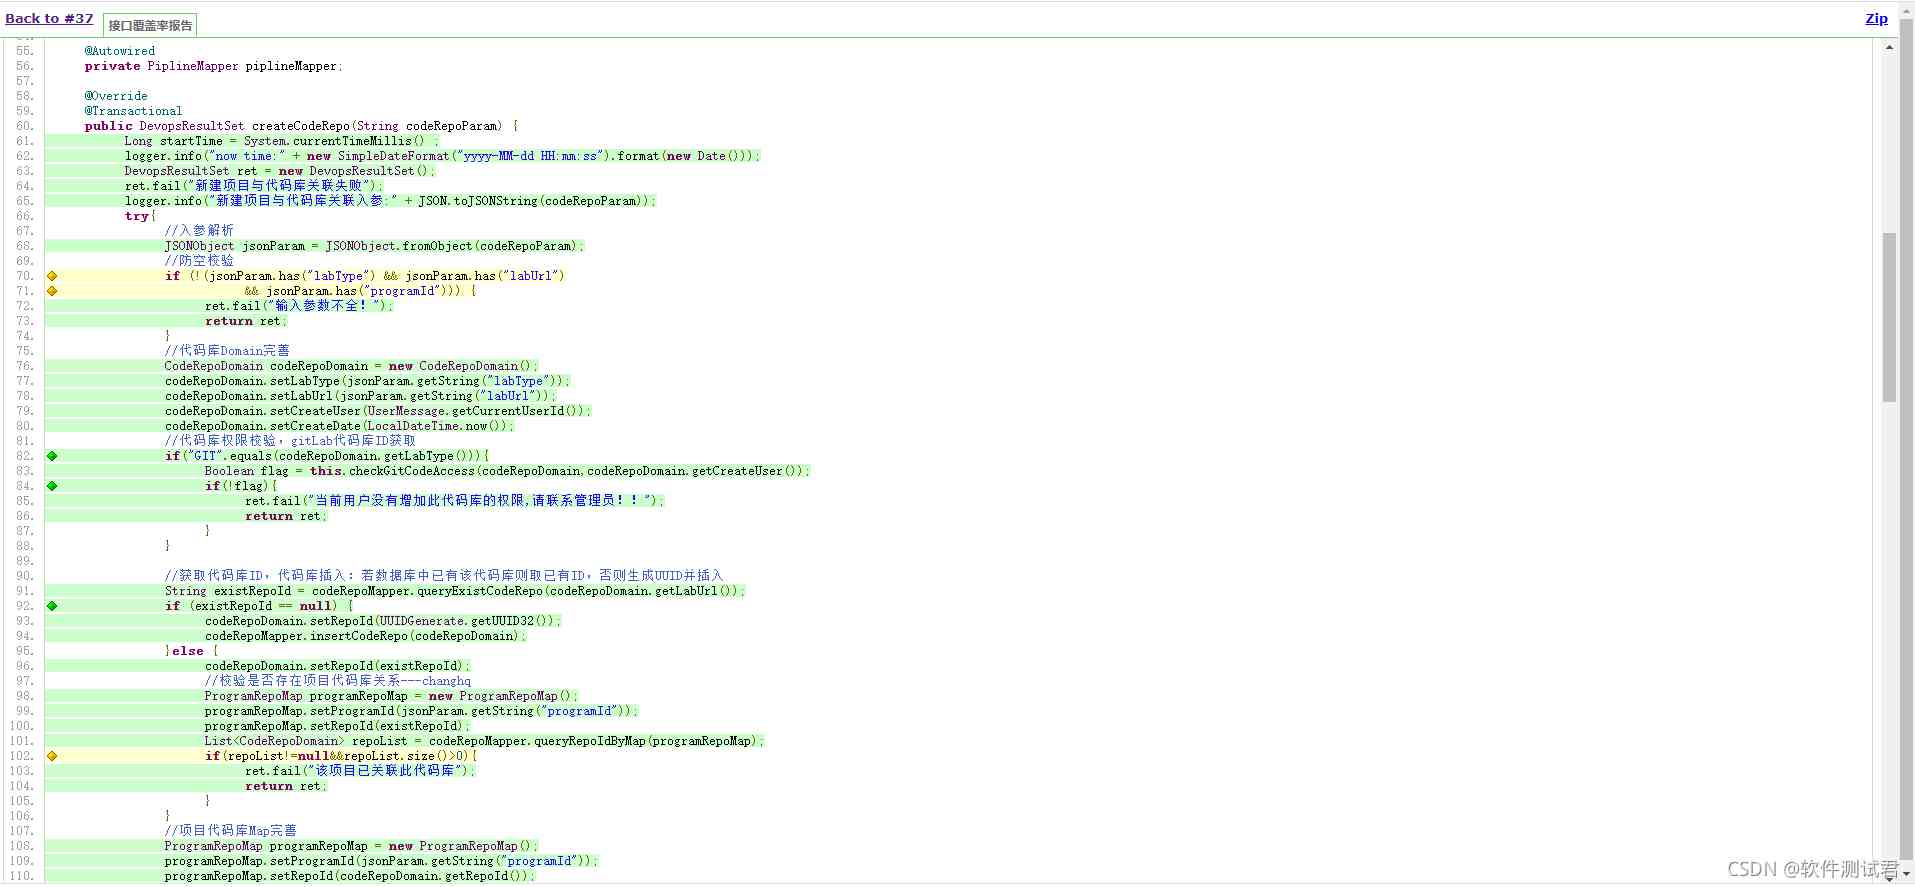 Back to #37
接口覆盖率报告
Zip
55. @Autowired
56. private PiplineMapper piplineMapper;
57.
58. @Override
59. @Transactional
60. public DevopsResultSet createCodeRepo(String codeRepoParam) {
61. Long startTime = System.currentTimeMillis() ;
62. logger.info("now time:" + new SimpleDateFormat("yyyy-MM-dd HH:mm:ss").format(new Date()));
63. DevopsResultSet ret = new DevopsResultSet();
64. ret.fail("新建项目与代码库关联失败");
65. logger.info("新建项目与代码库关联入参:" + JSON.toJSONString(codeRepoParam));
66. try{
67. //入参解析
68. JSONObject jsonParam = JSONObject.fromObject(codeRepoParam);
69. //防空校验
70. if (!(jsonParam.has("labType") && jsonParam.has("labUrl")
71. && jsonParam.has("programId"))) {
72. ret.fail("输入参数不全！");
73. return ret;
74. }
75. //代码库Domain完善
76. CodeRepoDomain codeRepoDomain = new CodeRepoDomain();
77. codeRepoDomain.setLabType(jsonParam.getString("labType"));
78. codeRepoDomain.setLabUrl(jsonParam.getString("labUrl"));
79. codeRepoDomain.setCreateUser(UserMessage.getCurrentUserId());
80. codeRepoDomain.setCreateDate(LocalDateTime.now());
81. //代码库权限校验，gitLab代码库ID获取
82. if("GIT".equals(codeRepoDomain.getLabType())){
83. Boolean flag = this.checkGitCodeAccess(codeRepoDomain,codeRepoDomain.getCreateUser());
84. if(!flag){
85. ret.fail("当前用户没有增加此代码库的权限,请联系管理员！！");
86. return ret;
87. }
88. }
89.
90. //获取代码库ID，代码库插入：若数据库中已有该代码库则取已有ID，否则生成UUID并插入
91. String existRepoId = codeRepoMapper.queryExistCodeRepo(codeRepoDomain.getLabUrl());
92. if (existRepoId == null) {
93. codeRepoDomain.setRepoId(UUIDGenerate.getUUID32());
94. codeRepoMapper.insertCodeRepo(codeRepoDomain);
95. }else {
96. codeRepoDomain.setRepoId(existRepoId);
97. //校验是否存在项目代码库关系---changhq
98. ProgramRepoMap programRepoMap = new ProgramRepoMap();
99. programRepoMap.setProgramId(jsonParam.getString("programId"));
100. programRepoMap.setRepoId(existRepoId);
101. List<CodeRepoDomain> repoList = codeRepoMapper.queryRepoIdByMap(programRepoMap);
102. if(repoList!=null&&repoList.size()>0){
103. ret.fail("该项目已关联此代码库");
104. return ret;
105. }
106. }
107. //项目代码库Map完善
108. ProgramRepoMap programRepoMap = new ProgramRepoMap();
109. programRepoMap.setProgramId(jsonParam.getString("programId"));
110. programRepoMap.setRepoId(codeRepoDomain.getRepoId());
CSDN @软件测试君